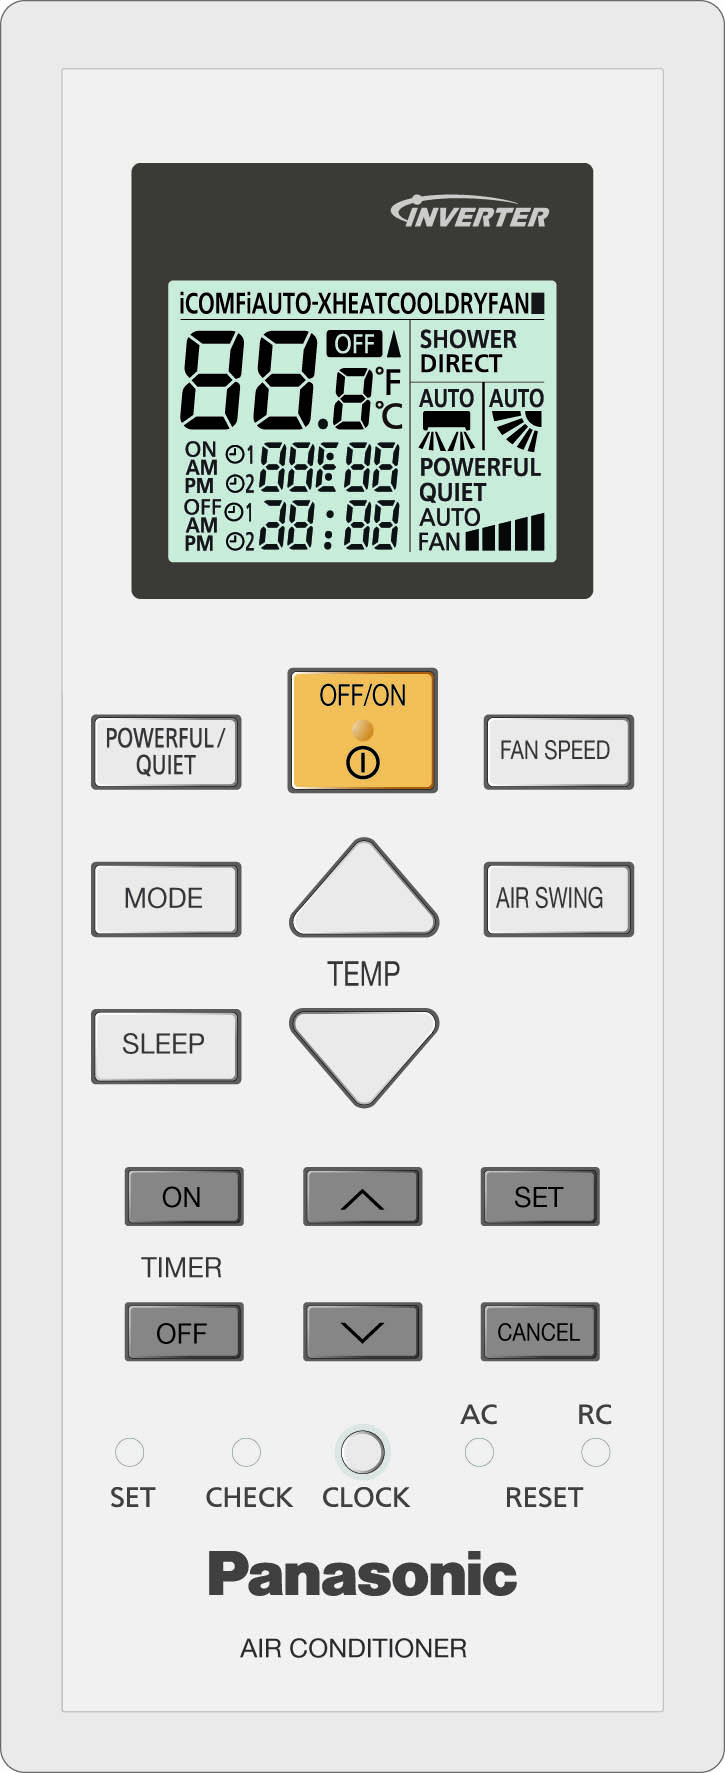 INVERTER
iCOMFiAUTO-XHEATCOOLDRYFAN
88.8 OFF °F °C
SHOWER
DIRECT
AUTO AUTO
ON AM PM 1 2 88:88
OFF AM PM 1 2 38:88
POWERFUL
QUIET
AUTO
FAN
OFF/ON
POWERFUL/
QUIET
FAN SPEED
MODE
AIR SWING
TEMP
SLEEP
ON
SET
TIMER
OFF
CANCEL
AC RC
SET CHECK CLOCK RESET
Panasonic
AIR CONDITIONER